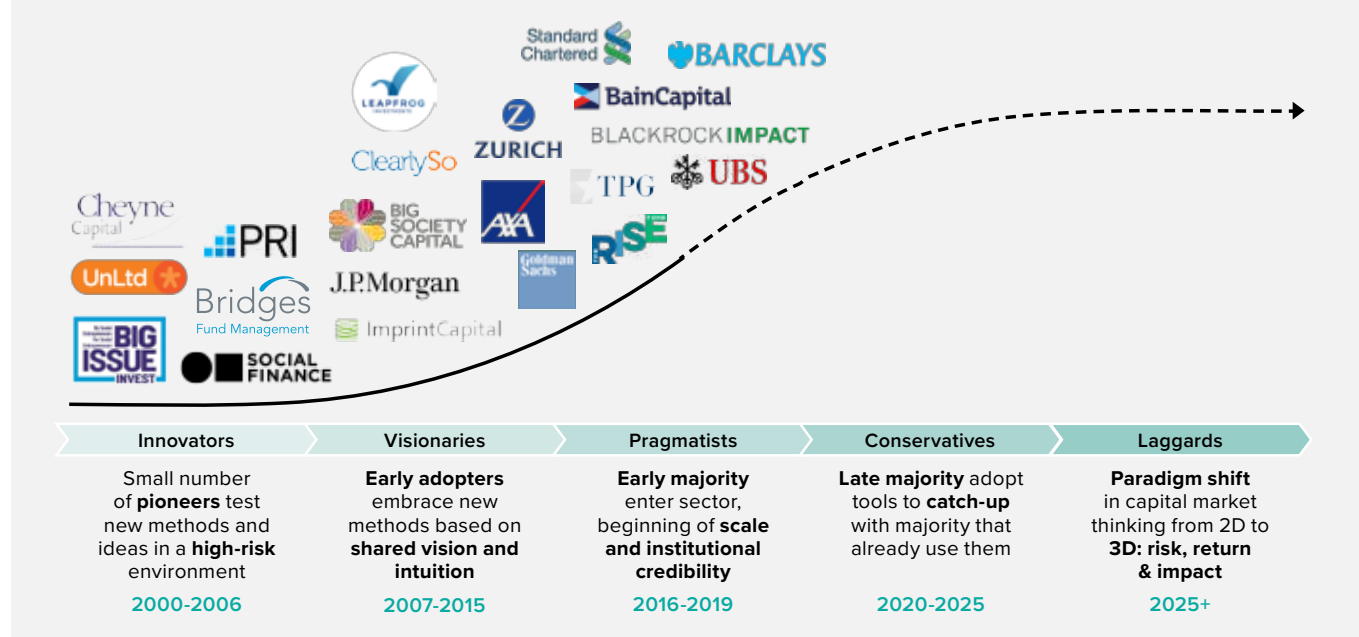 Standard
Chartered
BARCLAYS
LEAPFROG
INVESTMENTS
BainCapital
ZURICH
BLACKROCK IMPACT
ClearlySo
TPG
UBS
Cheyne
Capital
PRI
BIG
SOCIETY
CAPITAL
AXA
RISE
UnLtd
Goldman
Sachs
J.P.Morgan
Bridges
Fund Management
ImprintCapital
BIG
ISSUE
INVEST
SOCIAL
FINANCE
Innovators
Small number
of pioneers test
new methods and
ideas in a high-risk
environment
2000-2006
Visionaries
Early adopters
embrace new
methods based on
shared vision and
intuition
2007-2015
Pragmatists
Early majority
enter sector,
beginning of scale
and institutional
credibility
2016-2019
Conservatives
Late majority adopt
tools to catch-up
with majority that
already use them
2020-2025
Laggards
Paradigm shift
in capital market
thinking from 2D to
3D: risk, return
& impact
2025+